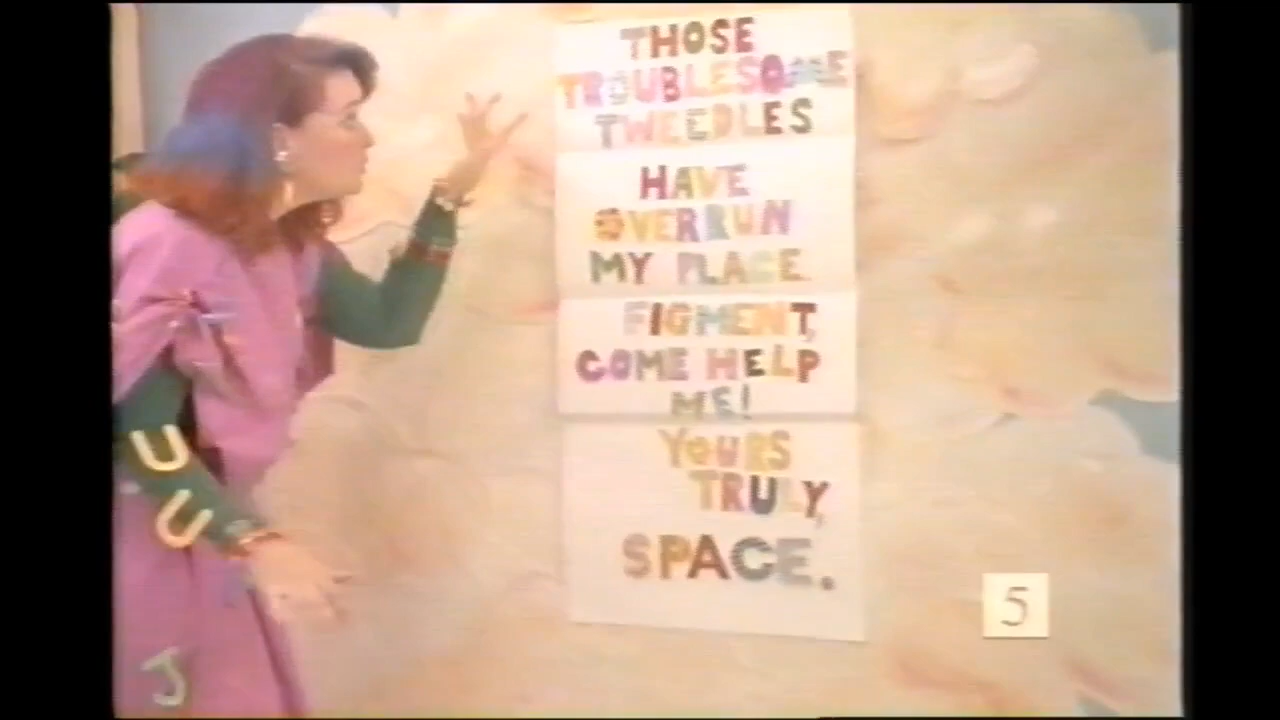 THOSE
TROUBLESOME
TWEEDLES
HAVE
OVERRUN
MY PLACE.
FIGMENT,
COME HELP
ME!
YOURS
TRULY,
SPACE.
5
U
U
J